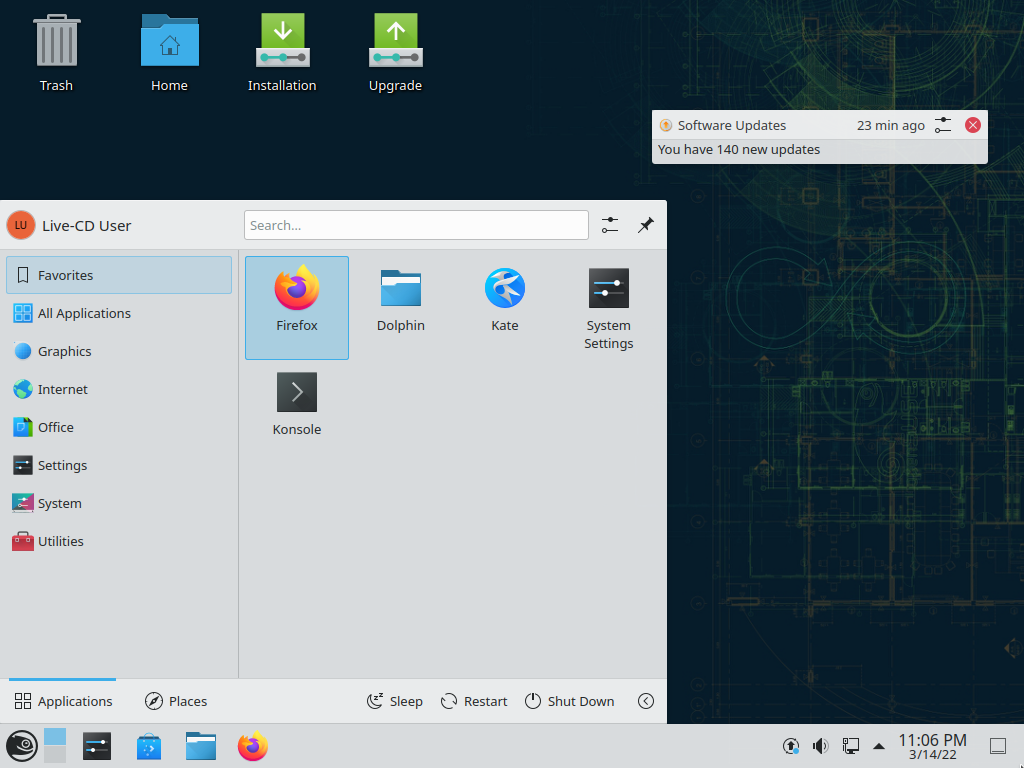 Trash
Home
Installation
Upgrade
Software Updates
23 min ago
You have 140 new updates
LU
Live-CD User
Search...
Favorites
All Applications
Graphics
Internet
Office
Settings
System
Utilities
Firefox
Dolphin
Kate
System
Settings
Konsole
Applications
Places
Sleep
Restart
Shut Down
11:06 PM
3/14/22